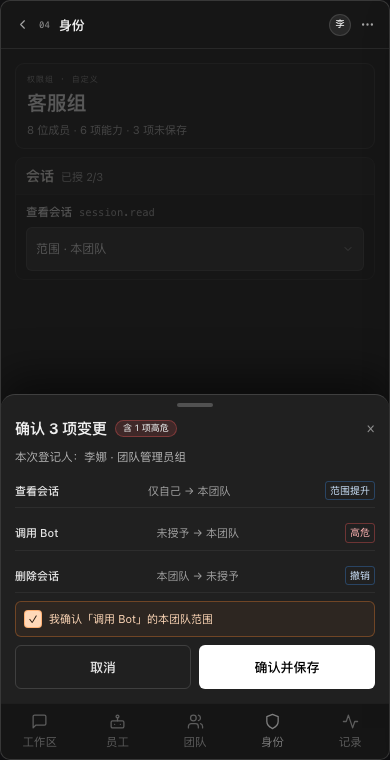 04 身份 李
权限组 · 自定义
客服组
8 位成员 · 6 项能力 · 3 项未保存
会话 已授 2/3
查看会话 session.read
范围 · 本团队
确认 3 项变更 含 1 项高危 x
本次登记人：李娜 · 团队管理员组
查看会话 仅自己 → 本团队 范围提升
调用 Bot 未授予 → 本团队 高危
删除会话 本团队 → 未授予 撤销
我确认「调用 Bot」的本团队范围
取消 确认并保存
工作区 员工 团队 身份 记录